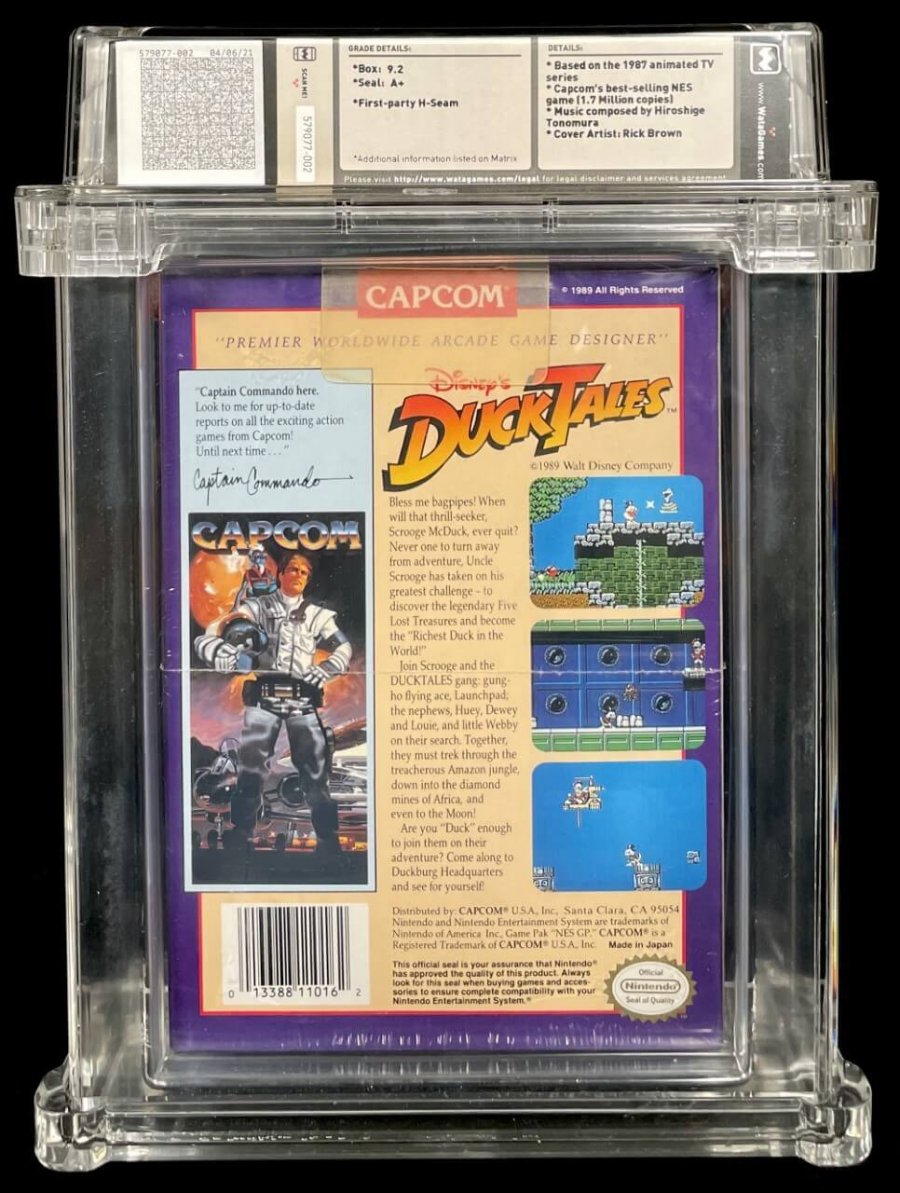 579077-002 04/06/21
SCAN ME!
579077-002
GRADE DETAILS:
*Box: 9.2
*Seal: A+
*First-party H-Seam
*Additional information listed on Matrix
DETAILS:
* Based on the 1987 animated TV
series
* Capcom's best-selling NES
game (1.7 Million copies)
* Music composed by Hiroshige
Tonomura
* Cover Artist: Rick Brown
www.WataGames.com
Please visit http://www.watagames.com/legal for legal disclaimer and services agreement
CAPCOM®
© 1989 All Rights Reserved
"PREMIER WORLDWIDE ARCADE GAME DESIGNER"
"Captain Commando here.
Look to me for up-to-date
reports on all the exciting action
games from Capcom!
Until next time . . ."
Captain Commando
CAPCOM
Disney's
DUCKTALES™
©1989 Walt Disney Company
Bless me bagpipes! When
will that thrill-seeker,
Scrooge McDuck, ever quit?
Never one to turn away
from adventure, Uncle
Scrooge has taken on his
greatest challenge – to
discover the legendary Five
Lost Treasures and become
the "Richest Duck in the
World!"
Join Scrooge and the
DUCKTALES gang: gung-
ho flying ace, Launchpad;
the nephews, Huey, Dewey
and Louie, and little Webby
on their search. Together,
they must trek through the
treacherous Amazon jungle,
down into the diamond
mines of Africa, and
even to the Moon!
Are you "Duck" enough
to join them on their
adventure? Come along to
Duckburg Headquarters
and see for yourself!
Distributed by: CAPCOM® U.S.A., Inc., Santa Clara, CA 95054
Nintendo and Nintendo Entertainment System are trademarks of
Nintendo of America Inc., Game Pak "NES GP." CAPCOM® is a
Registered Trademark of CAPCOM® U.S.A., Inc. Made in Japan
This official seal is your assurance that Nintendo®
has approved the quality of this product. Always
look for this seal when buying games and acces-
sories to ensure complete compatibility with your
Nintendo Entertainment System.®
Official
Nintendo®
Seal of Quality
0 13388 11016 2